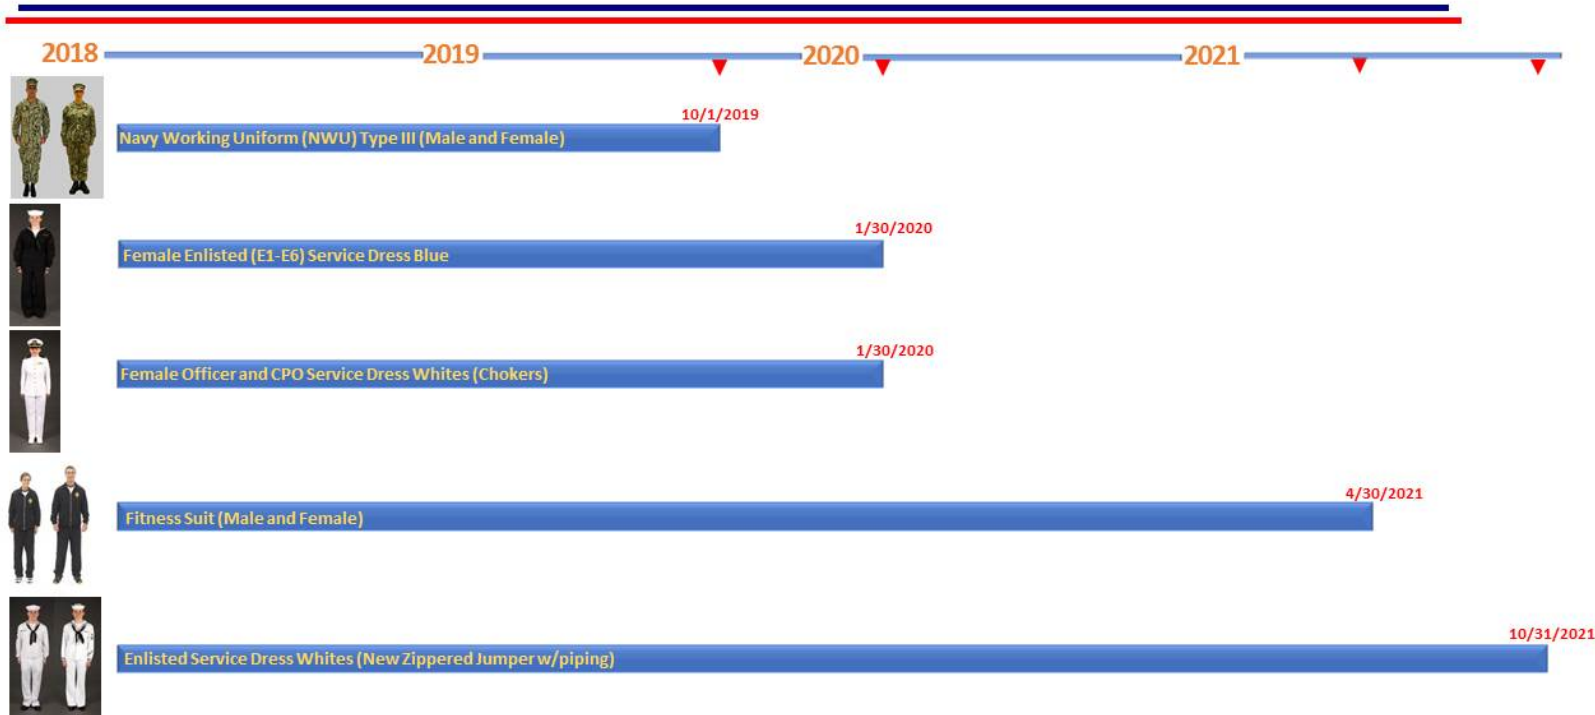 2018 2019 2020 2021
10/1/2019
Navy Working Uniform (NWU) Type III (Male and Female)
1/30/2020
Female Enlisted (E1-E6) Service Dress Blue
1/30/2020
Female Officer and CPO Service Dress Whites (Chokers)
4/30/2021
Fitness Suit (Male and Female)
10/31/2021
Enlisted Service Dress Whites (New Zippered Jumper w/piping)